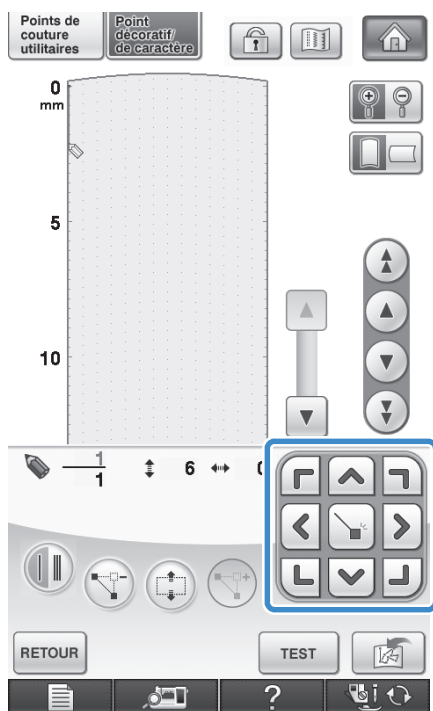 Points de
couture
utilitaires
Point
décoratif/
de caractère
0
mm
5
10
1
1
6
RETOUR
TEST
?